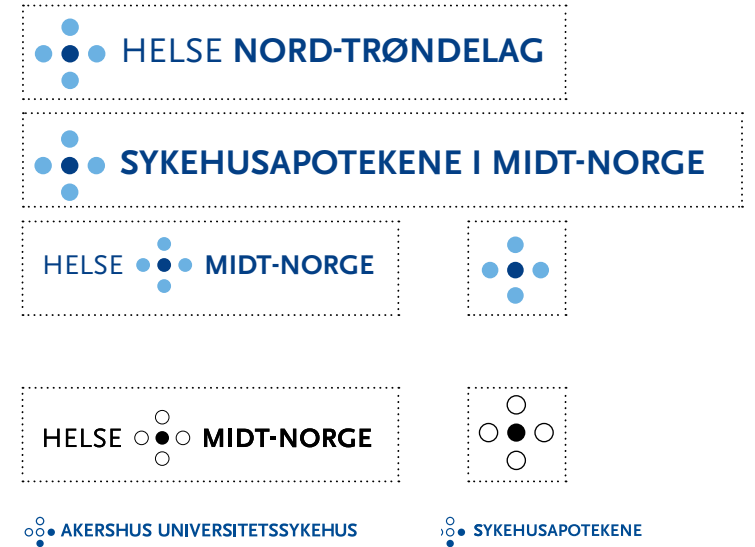 HELSE NORD-TRØNDELAG
SYKEHUSAPOTEKENE I MIDT-NORGE
HELSE MIDT-NORGE
HELSE MIDT-NORGE
AKERSHUS UNIVERSITETSSYKEHUS
SYKEHUSAPOTEKENE